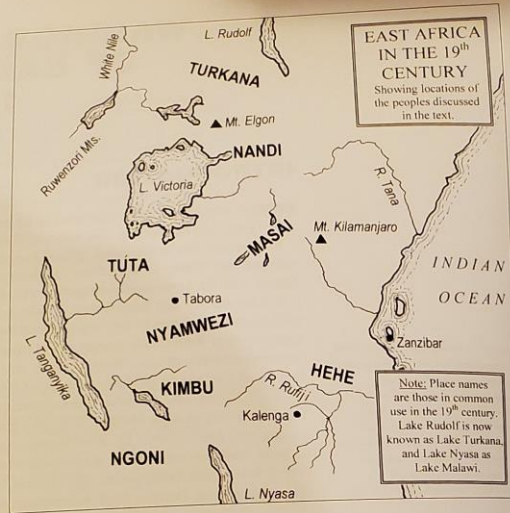 EAST AFRICA
IN THE 19th
CENTURY
Showing locations of
the peoples discussed
in the text.
L. Rudolf
White Nile
TURKANA
Mt. Elgon
Ruwenzori Mts.
NANDI
L. Victoria
R. Tana
MASAI
Mt. Kilamanjaro
INDIAN
OCEAN
TUTA
Tabora
NYAMWEZI
Zanzibar
L. Tanganyika
HEHE
KIMBU
R. Rufiji
Kalenga
NGONI
L. Nyasa
Note: Place names
are those in common
use in the 19th century.
Lake Rudolf is now
known as Lake Turkana,
and Lake Nyasa as
Lake Malawi.